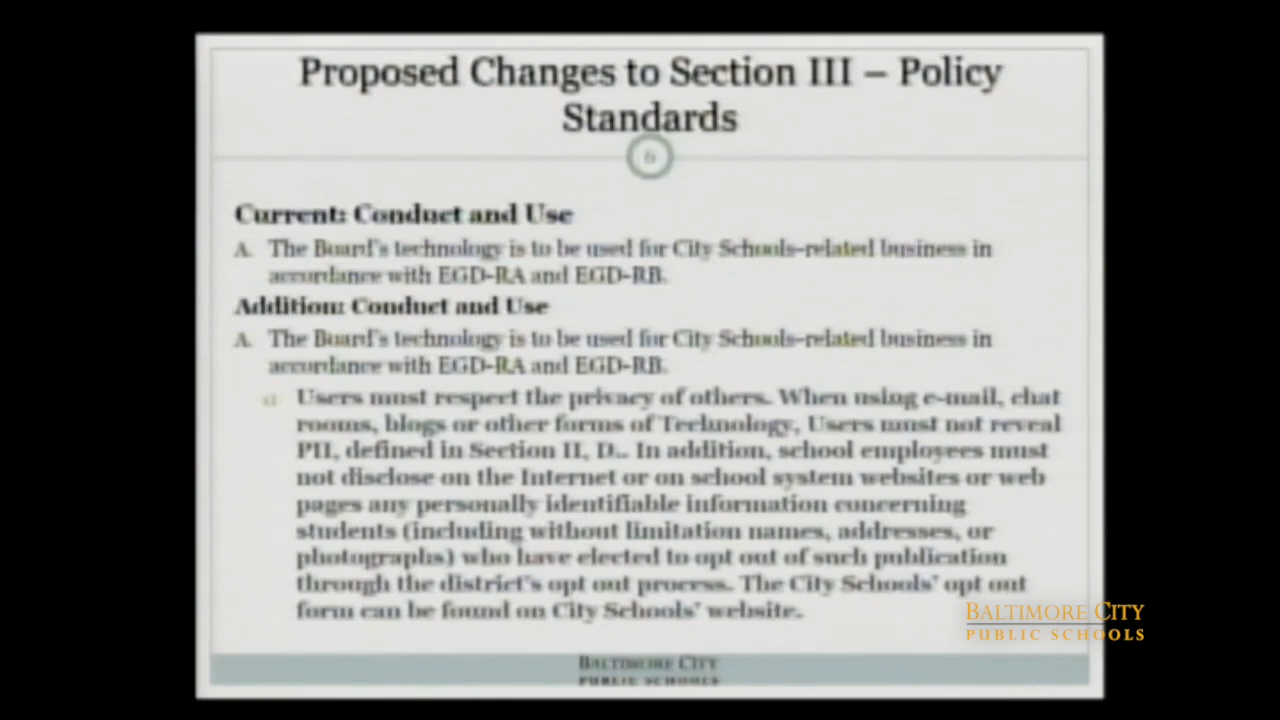 Proposed Changes to Section III – Policy
Standards
6
Current: Conduct and Use
A. The Board's technology is to be used for City Schools-related business in
accordance with EGD-RA and EGD-RB.
Addition: Conduct and Use
A. The Board's technology is to be used for City Schools-related business in
accordance with EGD-RA and EGD-RB.
Users must respect the privacy of others. When using e-mail, chat
rooms, blogs or other forms of Technology, Users must not reveal
PII, defined in Section II, D.. In addition, school employees must
not disclose on the Internet or on school system websites or web
pages any personally identifiable information concerning
students (including without limitation names, addresses, or
photographs) who have elected to opt out of such publication
through the district's opt out process. The City Schools' opt out
form can be found on City Schools' website.
BALTIMORE CITY
PUBLIC SCHOOLS
BALTIMORE CITY
PUBLIC SCHOOLS